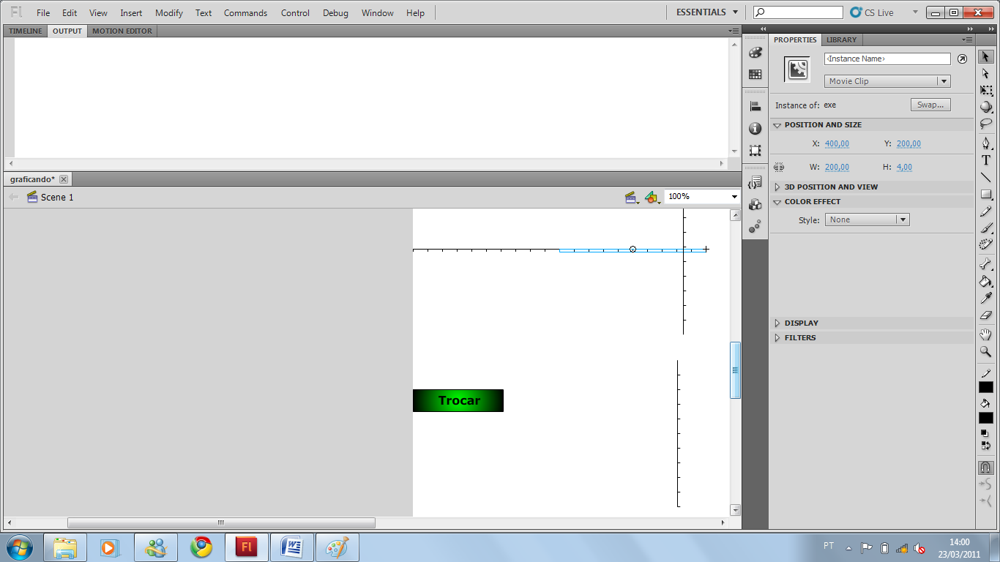 Fl File Edit View Insert Modify Text Commands Control Debug Window Help ESSENTIALS CS Live
TIMELINE OUTPUT MOTION EDITOR
PROPERTIES LIBRARY
<Instance Name>
Movie Clip
Instance of: exe Swap...
POSITION AND SIZE
X: 400,00 Y: 200,00
W: 200,00 H: 4,00
3D POSITION AND VIEW
COLOR EFFECT
Style: None
DISPLAY
FILTERS
T
graficando*
Scene 1 100%
Trocar
Fl W PT 14:00
23/03/2011